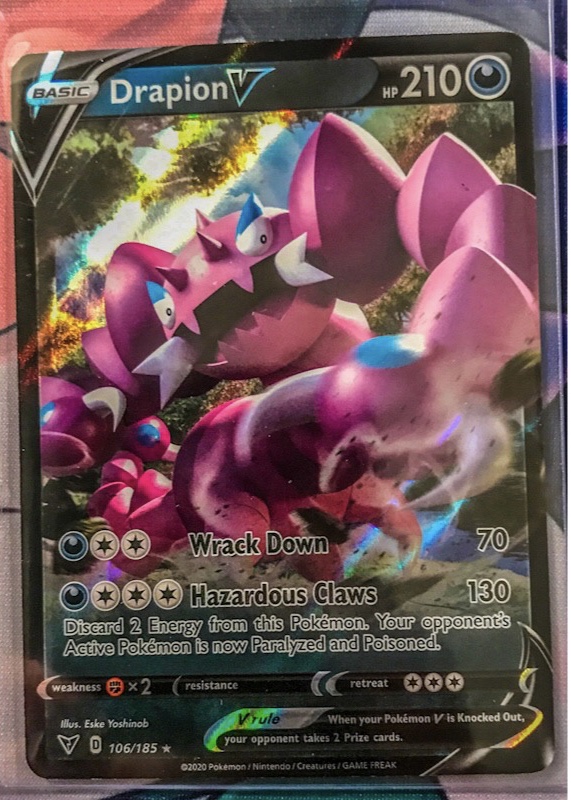 BASIC Drapion V HP 210
Wrack Down 70
Hazardous Claws 130
Discard 2 Energy from this Pokémon. Your opponent's
Active Pokémon is now Paralyzed and Poisoned.
weakness ×2 resistance retreat
Illus. Eske Yoshinob
V rule When your Pokémon V is Knocked Out,
your opponent takes 2 Prize cards.
D 106/185 ★
©2020 Pokémon / Nintendo / Creatures / GAME FREAK